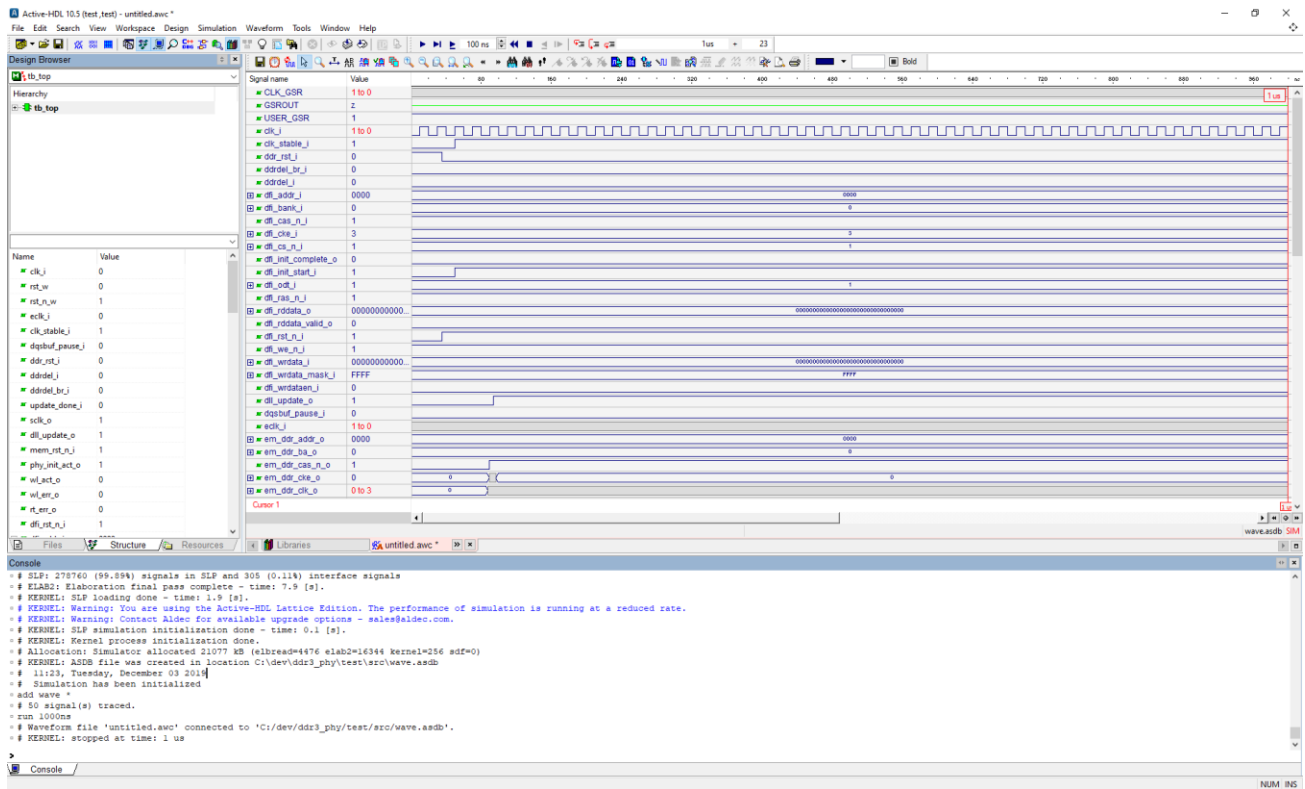 Active-HDL 10.5 (test ,test) - untitled.awc *
File Edit Search View Workspace Design Simulation Waveform Tools Window Help
100 ns 1us 23
Design Browser
Bold
tb_top
Signal name Value 80 160 240 320 400 480 560 640 720 800 880 960
Hierarchy
tb_top
CLK_GSR 1 to 0
1 us
GSROUT z
USER_GSR 1
clk_i 1 to 0
clk_stable_i 1
ddr_rst_i 0
ddrdel_br_i 0
ddrdel_i 0
dfi_addr_i 0000 0000
dfi_bank_i 0 0
dfi_cas_n_i 1
dfi_cke_i 3 3
dfi_cs_n_i 1 1
dfi_init_complete_o 0
dfi_init_start_i 1
dfi_odt_i 1 1
dfi_ras_n_i 1
dfi_rddata_o 00000000000... 00000000000000000000000000000000
dfi_rddata_valid_o 0
dfi_rst_n_i 1
dfi_we_n_i 1
dfi_wrdata_i 00000000000... 00000000000000000000000000000000
dfi_wrdata_mask_i FFFF FFFF
dfi_wrdataen_i 0
dll_update_o 1
dqsbuf_pause_i 0
eclk_i 1 to 0
em_ddr_addr_o 0000 0000
em_ddr_ba_o 0 0
em_ddr_cas_n_o 1
em_ddr_cke_o 0 0 0
em_ddr_clk_o 0 to 3 0
Cursor 1
Name Value
clk_i 0
rst_w 0
rst_n_w 1
eclk_i 0
clk_stable_i 1
dqsbuf_pause_i 0
ddr_rst_i 0
ddrdel_i 0
ddrdel_br_i 0
update_done_i 0
sclk_o 1
dll_update_o 1
mem_rst_n_i 1
phy_init_act_o 1
wl_act_o 0
wl_err_o 0
rt_err_o 0
dfi_rst_n_i 1
wave.asdb SIM
Files Structure Resources Libraries untitled.awc *
Console
# SLP: 278760 (99.89%) signals in SLP and 305 (0.11%) interface signals
# ELAB2: Elaboration final pass complete - time: 7.9 [s].
# KERNEL: SLP loading done - time: 1.9 [s].
# KERNEL: Warning: You are using the Active-HDL Lattice Edition. The performance of simulation is running at a reduced rate.
# KERNEL: Warning: Contact Aldec for available upgrade options - sales@aldec.com.
# KERNEL: SLP simulation initialization done - time: 0.1 [s].
# KERNEL: Kernel process initialization done.
# Allocation: Simulator allocated 21077 kB (elbread=4476 elab2=16344 kernel=256 sdf=0)
# KERNEL: ASDB file was created in location C:\dev\ddr3_phy\test\src\wave.asdb
# 11:23, Tuesday, December 03 2019
# Simulation has been initialized
add wave *
# 50 signal(s) traced.
run 1000ns
# Waveform file 'untitled.awc' connected to 'C:/dev/ddr3_phy/test/src/wave.asdb'.
# KERNEL: stopped at time: 1 us
>
Console
NUM INS